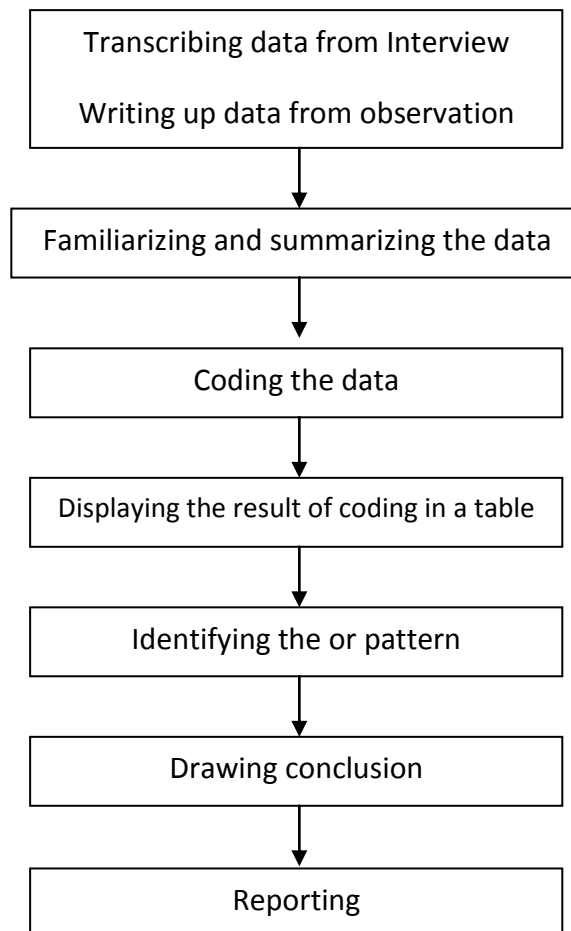 Transcribing data from Interview
Writing up data from observation
Familiarizing and summarizing the data
Coding the data
Displaying the result of coding in a table
Identifying the or pattern
Drawing conclusion
Reporting